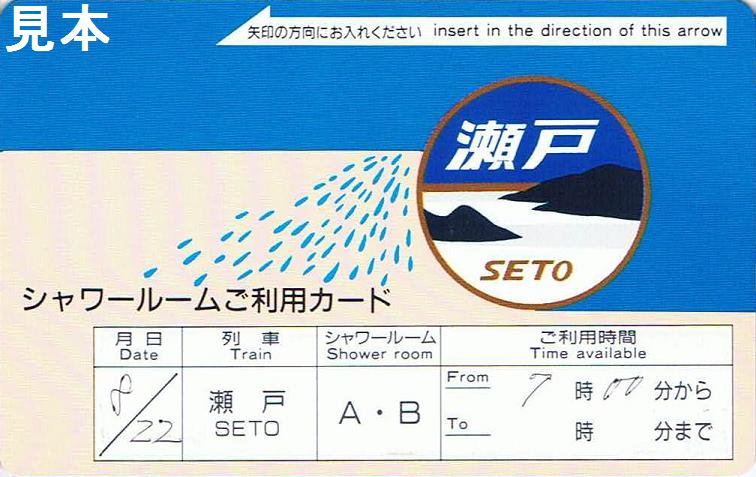 見本
矢印の方向にお入れください insert in the direction of this arrow
瀬戸
SETO
シャワールームご利用カード
月日 列車 シャワールーム ご利用時間
Date Train Shower room Time available
8/22 瀬戸 SETO A・B From 7時00分から
To 時 分まで